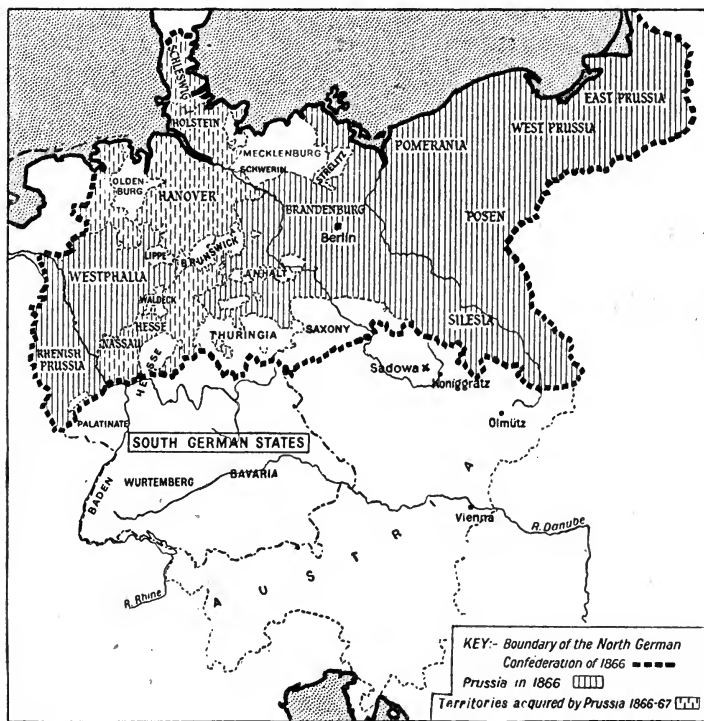 SCHLESWIG
HOLSTEIN
EAST PRUSSIA
WEST PRUSSIA
POMERANIA
MECKLENBURG
SCHWERIN
STRELITZ
OLDEN
BURG
HANOVER
BRANDENBURG
Berlin
POSEN
WESTPHALIA
LIPPE
BRUNSWICK
ANHALT
WALDECK
HESSE
NASSAU
THURINGIA
SAXONY
SILESIA
RHENISH
PRUSSIA
HESSE
Sadowa
Koniggratz
Olmütz
PALATINATE
SOUTH GERMAN STATES
BADEN
WURTEMBERG
BAVARIA
Vienna
R. Danube
R. Rhine
AUSTRIA
KEY:- Boundary of the North German
Confederation of 1866
Prussia in 1866
Territories acquired by Prussia 1866-67